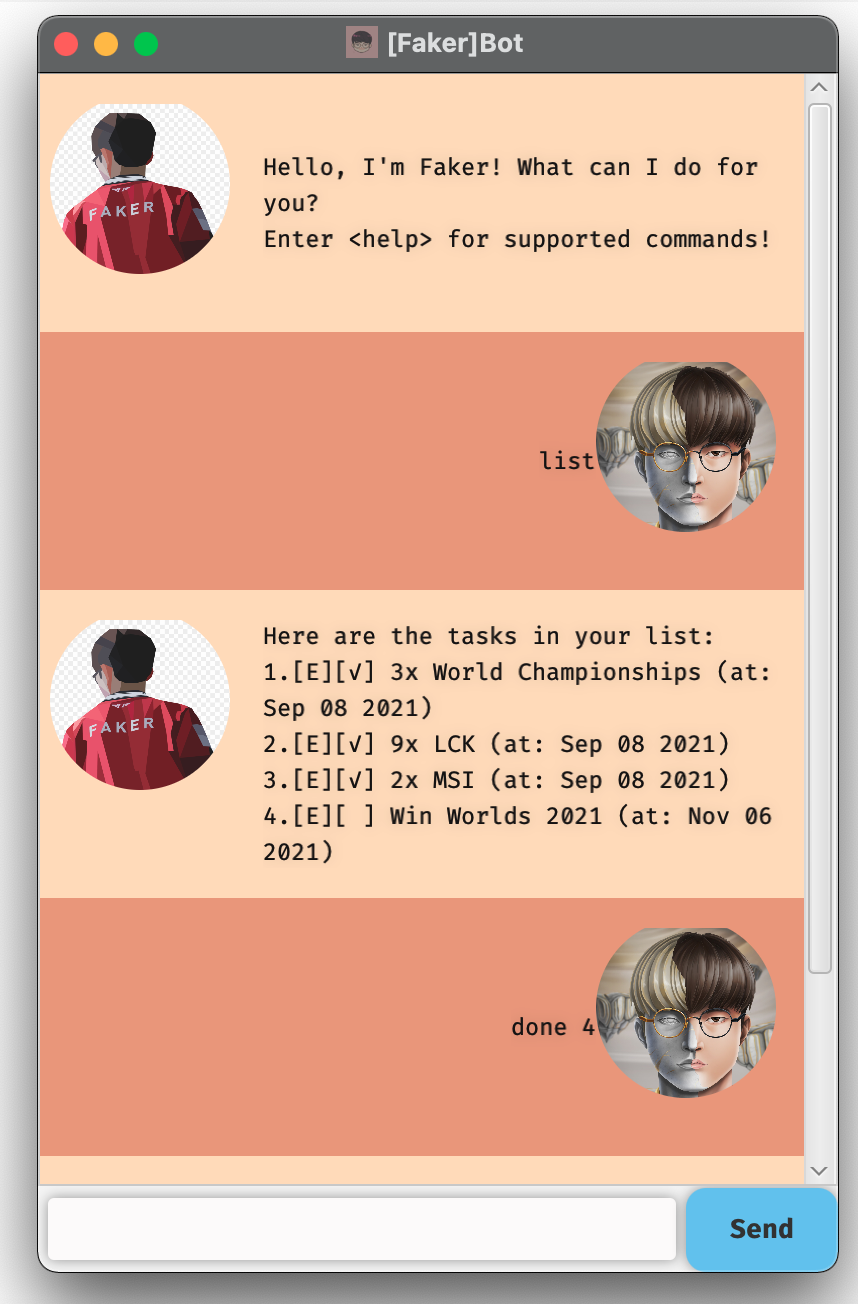 [Faker]Bot
FAKER
Hello, I'm Faker! What can I do for
you?
Enter <help> for supported commands!
list
FAKER
Here are the tasks in your list:
1.[E][√] 3x World Championships (at:
Sep 08 2021)
2.[E][√] 9x LCK (at: Sep 08 2021)
3.[E][√] 2x MSI (at: Sep 08 2021)
4.[E][ ] Win Worlds 2021 (at: Nov 06
2021)
done 4
Send